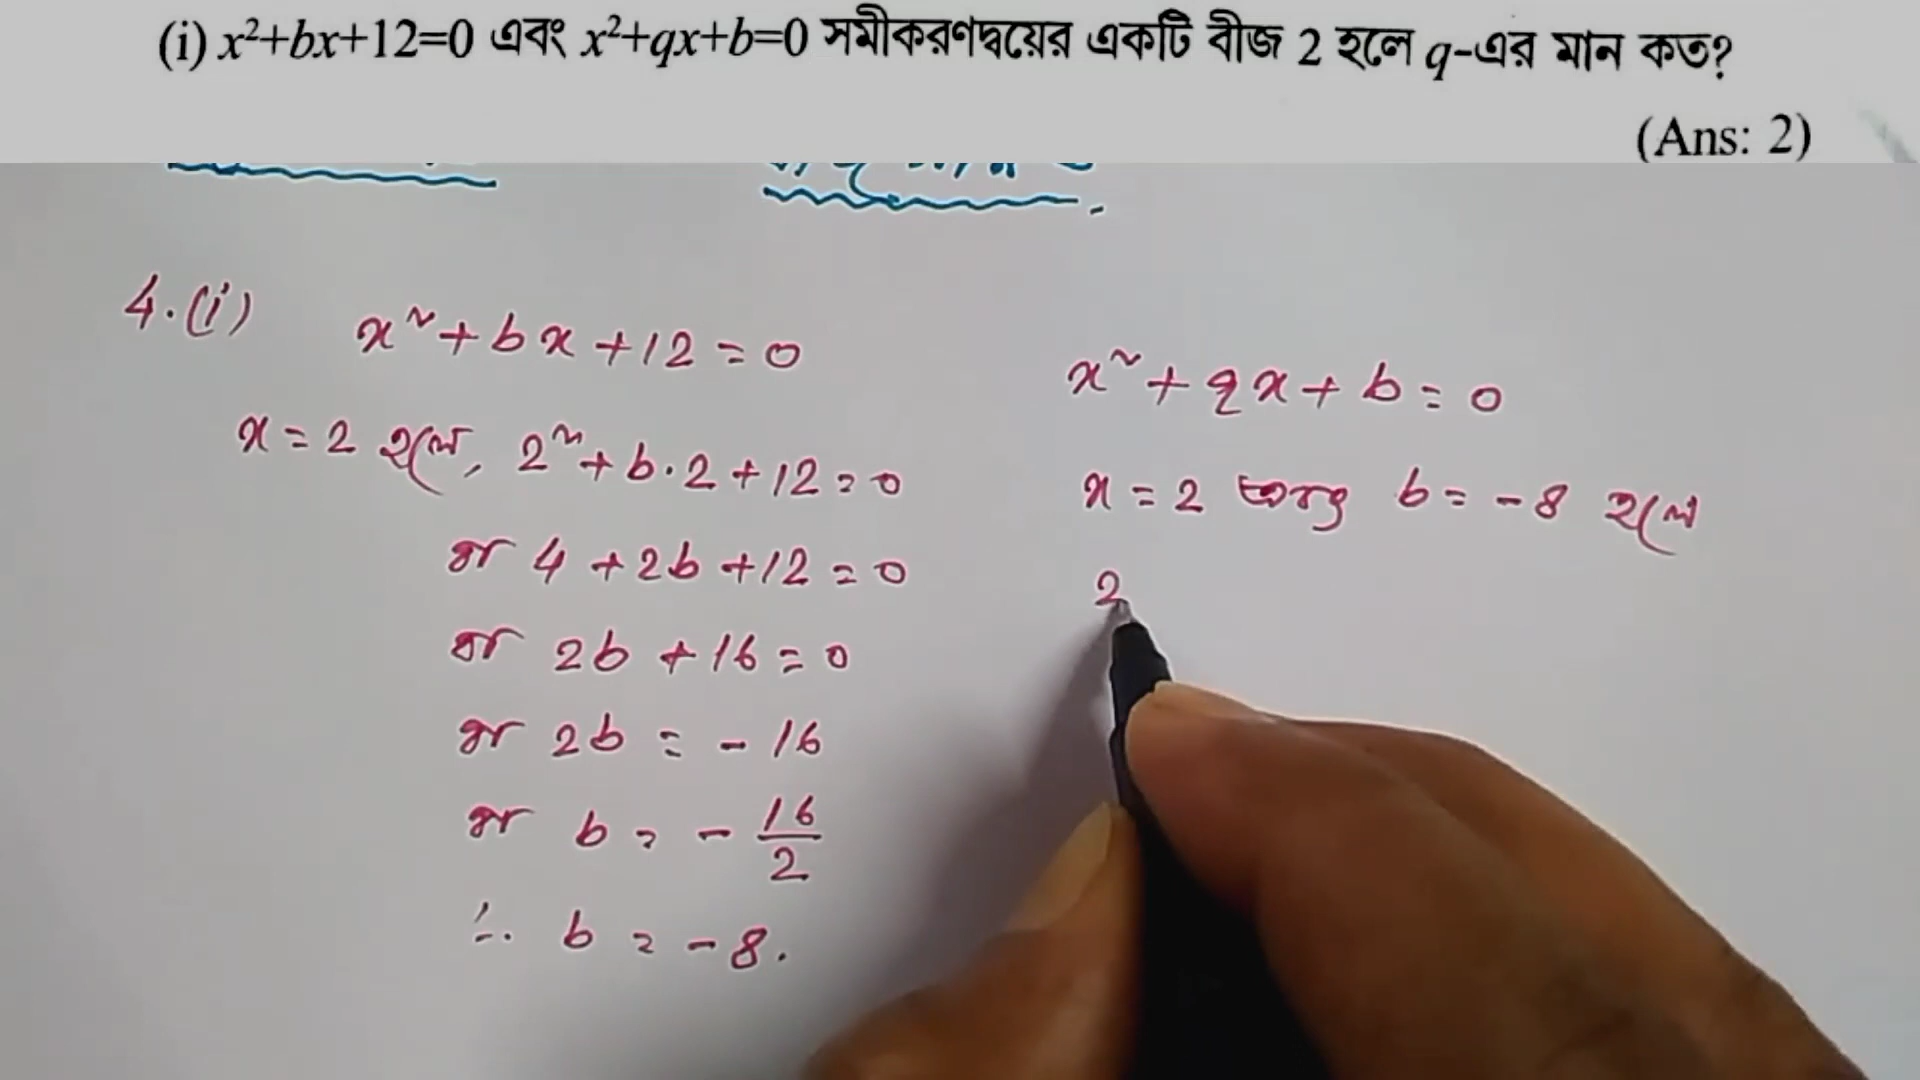 (i) x²+bx+12=0 এবং x²+qx+b=0 সমীকরণদ্বয়ের একটি বীজ 2 হলে q-এর মান কত?
(Ans: 2)
4.(i) x² + bx + 12 = 0
x = 2 হলে, 2² + b·2 + 12 = 0
বা 4 + 2b + 12 = 0
বা 2b + 16 = 0
বা 2b = - 16
বা b = - 16/2
∴ b = - 8.
x² + qx + b = 0
x = 2 এবং b = - 8 হলে
2